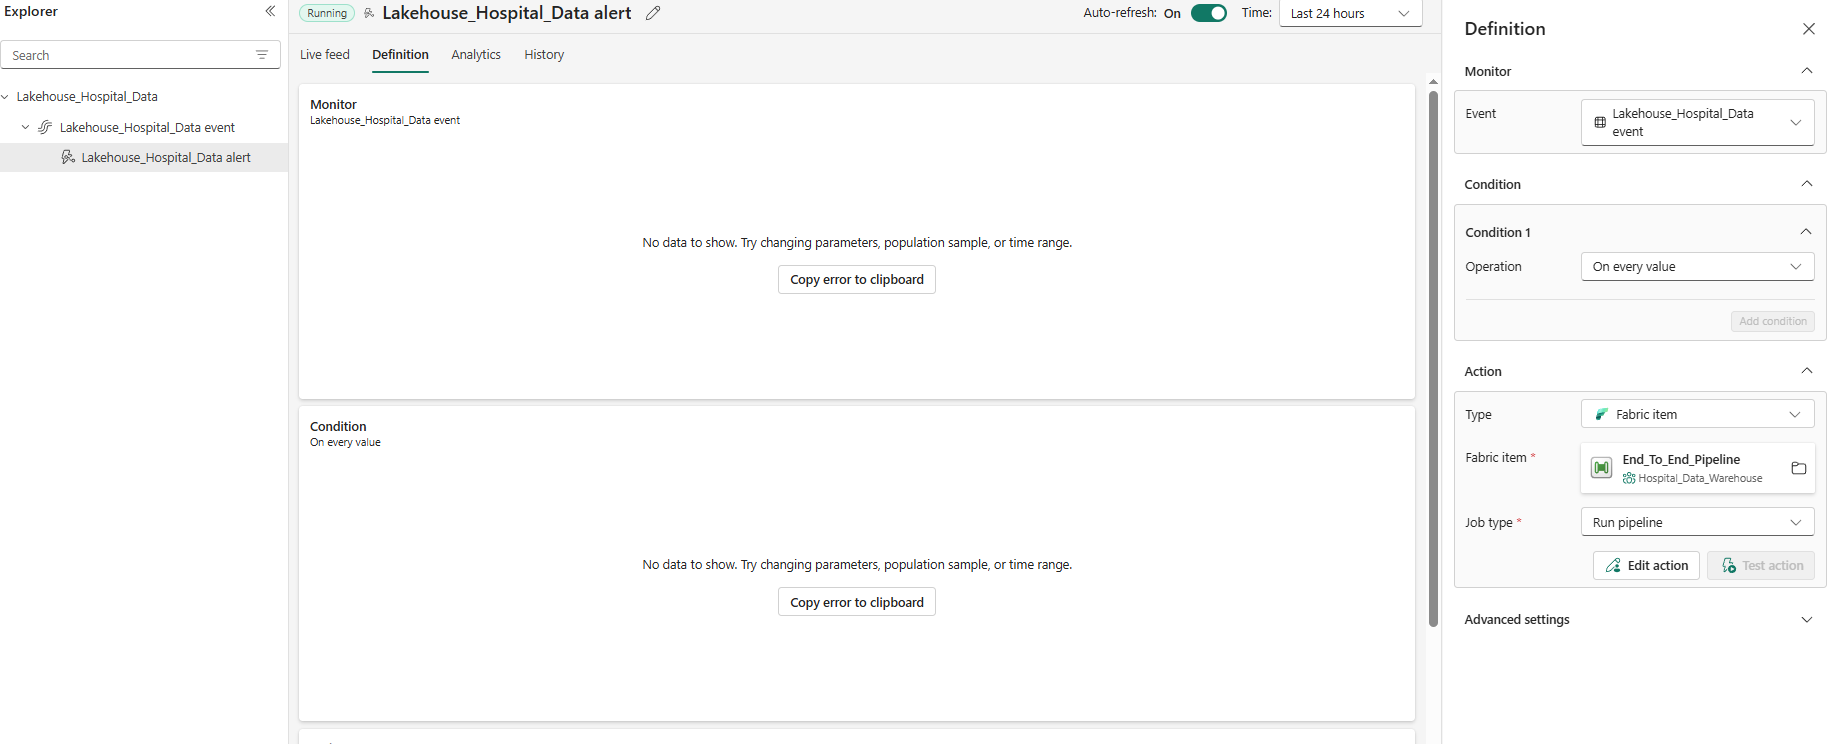 Explorer
Search
Lakehouse_Hospital_Data
Lakehouse_Hospital_Data event
Lakehouse_Hospital_Data alert
Running
Lakehouse_Hospital_Data alert
Auto-refresh: On
Time:
Last 24 hours
Live feed
Definition
Analytics
History
Monitor
Lakehouse_Hospital_Data event
No data to show. Try changing parameters, population sample, or time range.
Copy error to clipboard
Condition
On every value
No data to show. Try changing parameters, population sample, or time range.
Copy error to clipboard
Definition
Monitor
Event
Lakehouse_Hospital_Data
event
Condition
Condition 1
Operation
On every value
Add condition
Action
Type
Fabric item
Fabric item *
End_To_End_Pipeline
Hospital_Data_Warehouse
Job type *
Run pipeline
Edit action
Test action
Advanced settings